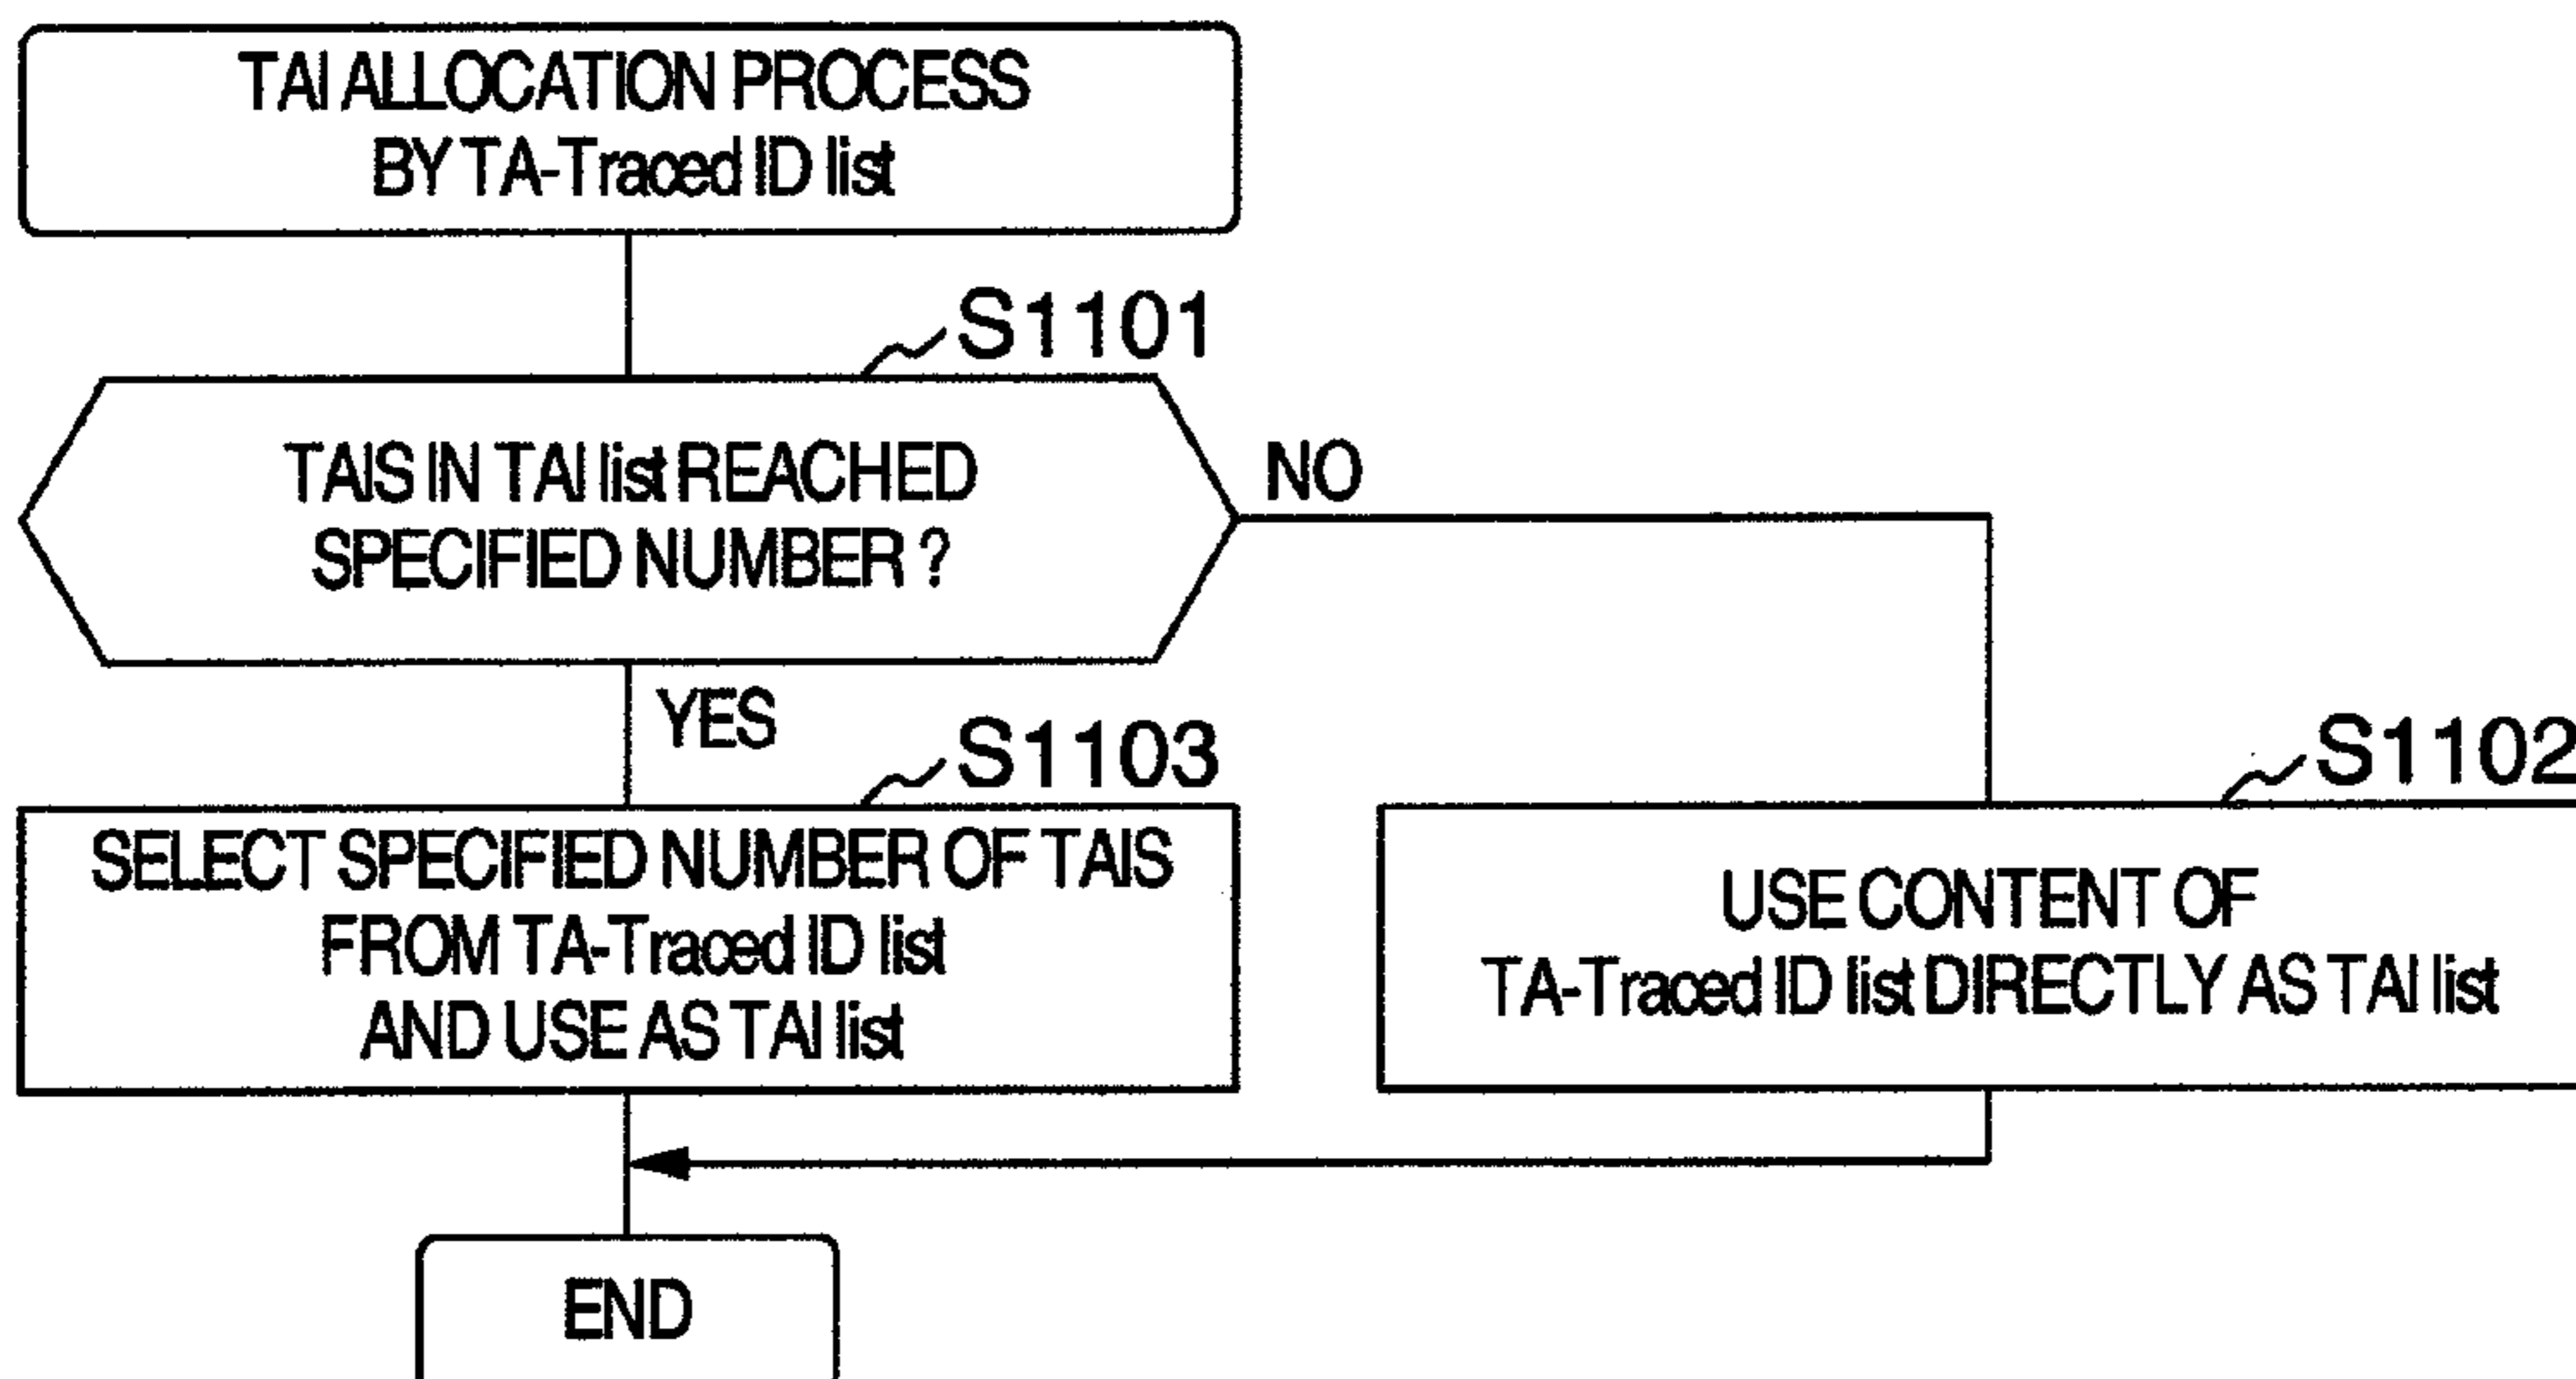 TAI ALLOCATION PROCESS
BY TA-Traced ID list
S1101
TAIS IN TAI list REACHED
SPECIFIED NUMBER ?
NO
YES
S1103
SELECT SPECIFIED NUMBER OF TAIS
FROM TA-Traced ID list
AND USE AS TAI list
S1102
USE CONTENT OF
TA-Traced ID list DIRECTLY AS TAI list
END